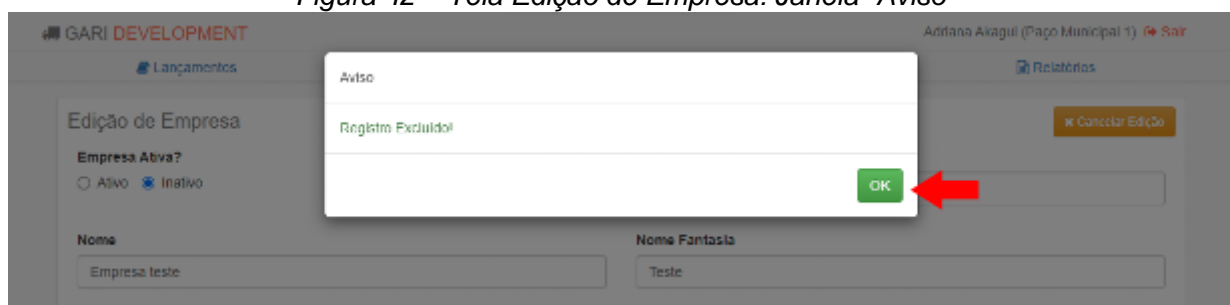 Figura 42 – Tela Edição de Empresa: Janela “Aviso”
GARI DEVELOPMENT
Adriana Akagui (Paço Municipal 1) Sair
Lançamentos
Relatórios
Aviso
Registro Excluído!
OK
Edição de Empresa
Cancelar Edição
Empresa Ativa?
Ativo Inativo
Nome
Nome Fantasia
Empresa teste
Teste